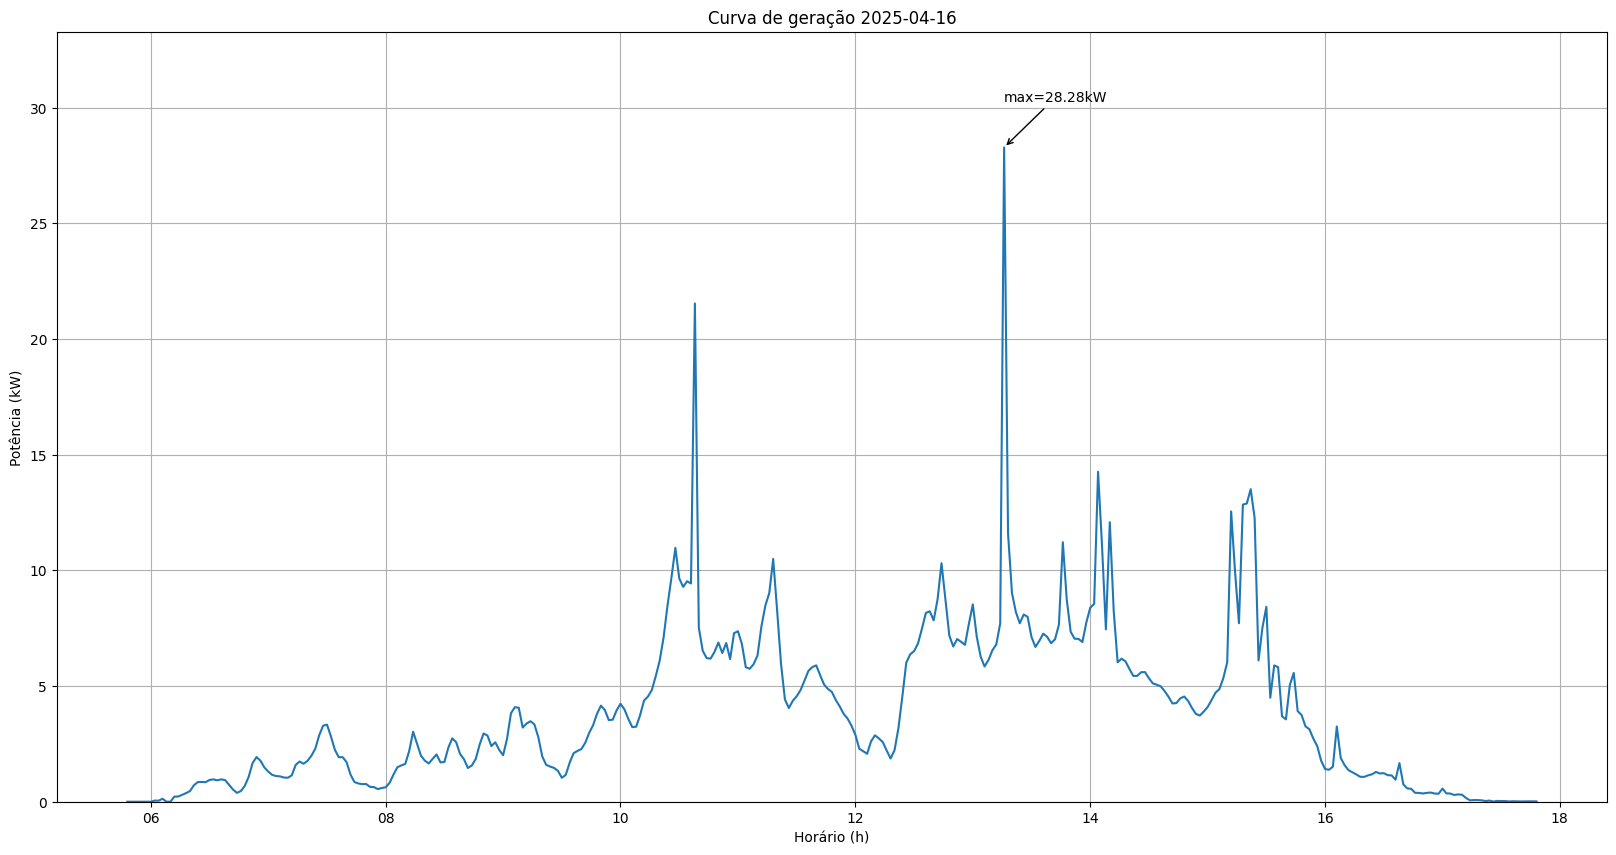 Curva de geração 2025-04-16
max=28.28kW
Potência (kW)
30
25
20
15
10
5
0
06 08 10 12 14 16 18
Horário (h)